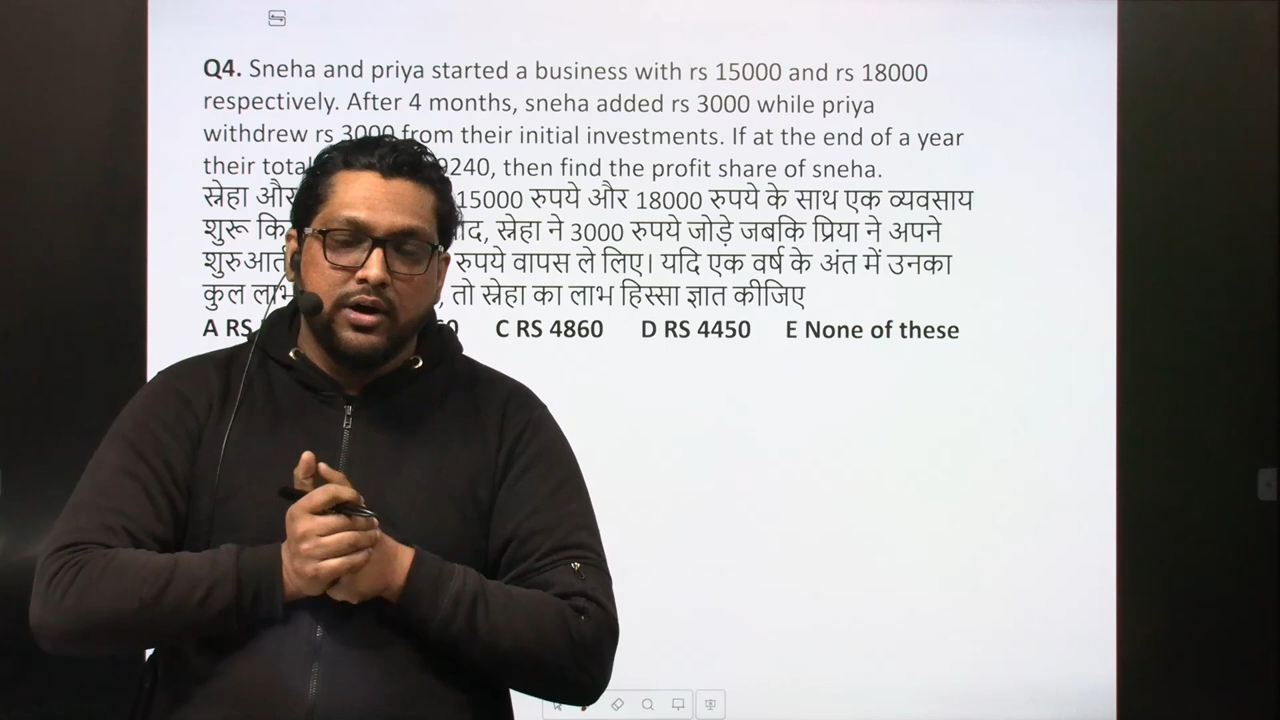 Q4. Sneha and priya started a business with rs 15000 and rs 18000
respectively. After 4 months, sneha added rs 3000 while priya
withdrew rs 3000 from their initial investments. If at the end of a year
their total 9240, then find the profit share of sneha.
स्नेहा और 15000 रुपये और 18000 रुपये के साथ एक व्यवसाय
शुरू स्नेहा ने 3000 रुपये जोड़े जबकि प्रिया ने अपने
रुपये वापस ले लिए। यदि एक वर्ष के अंत में उनका
कुल तो स्नेहा का लाभ हिस्सा ज्ञात कीजिए
A RS C RS 4860 D RS 4450 E None of these